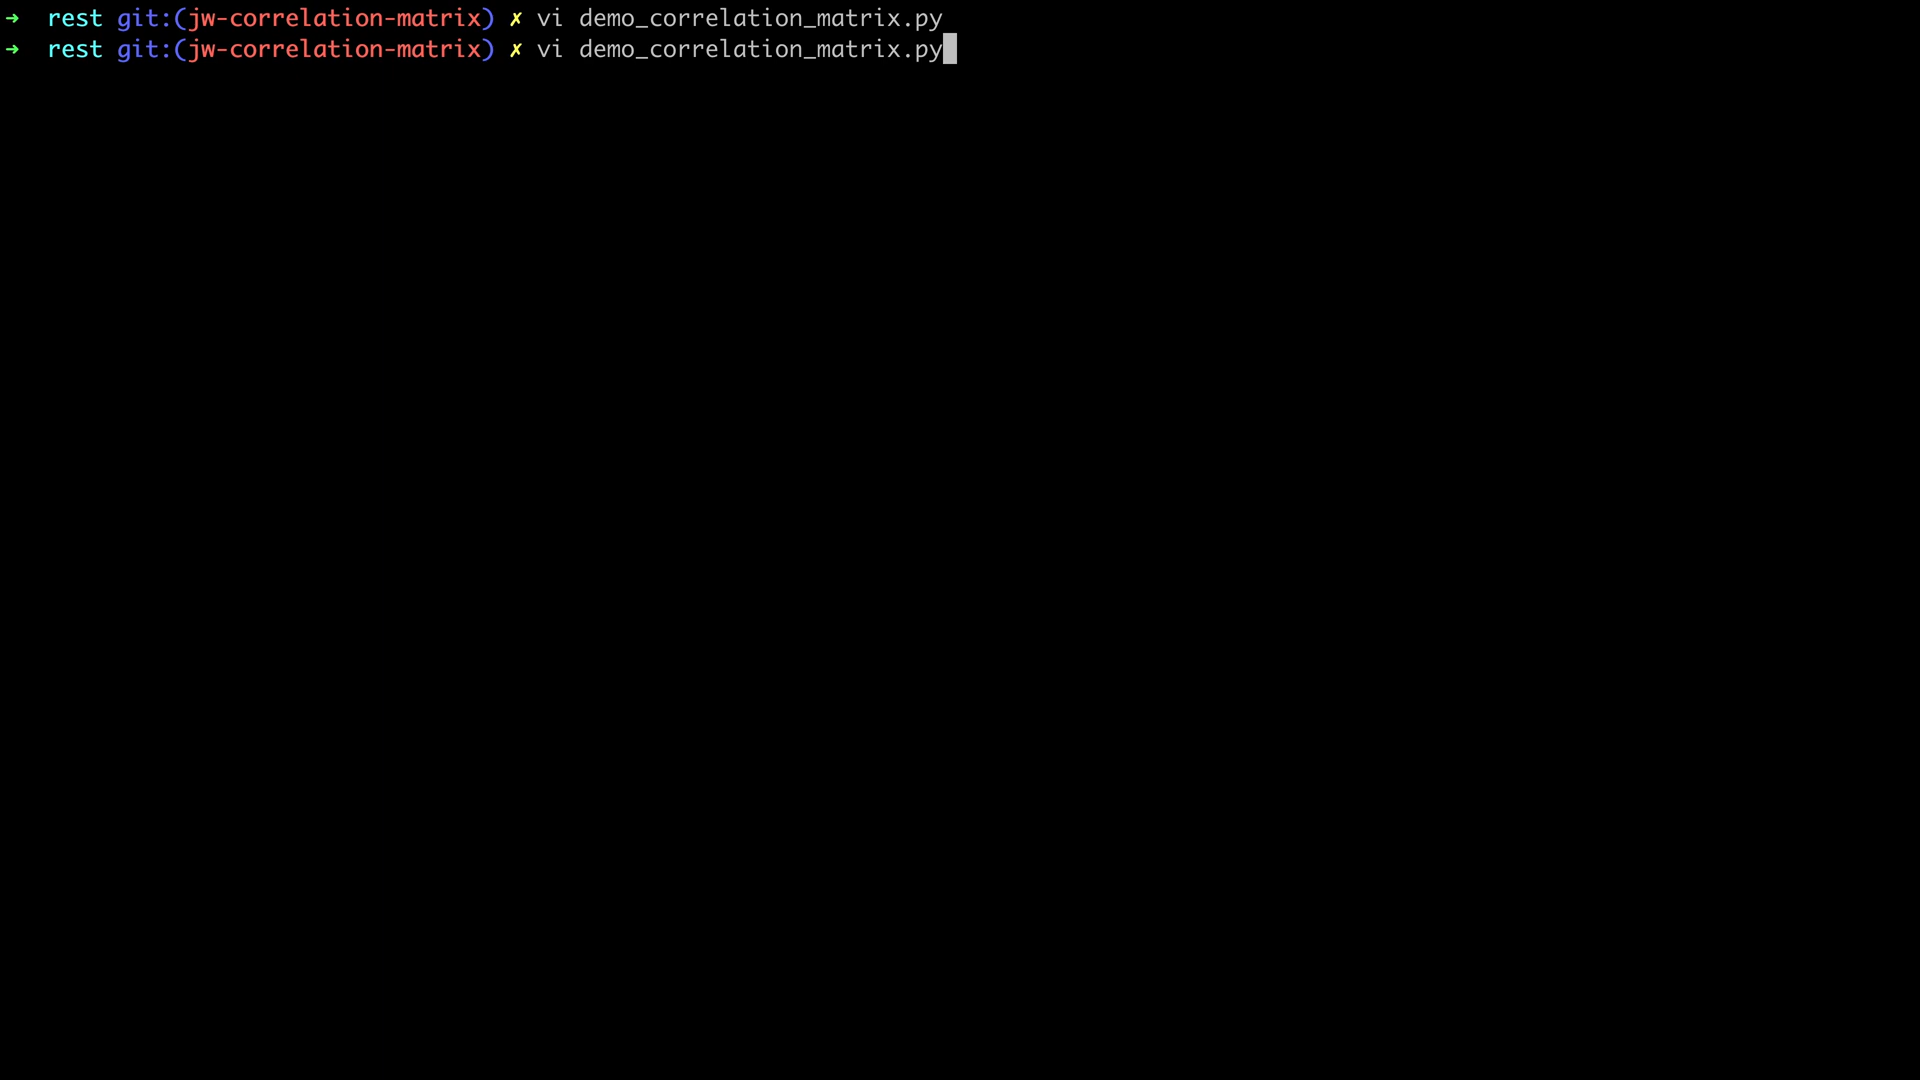 ➜ rest git:(jw-correlation-matrix) ✗ vi demo_correlation_matrix.py
➜ rest git:(jw-correlation-matrix) ✗ vi demo_correlation_matrix.py